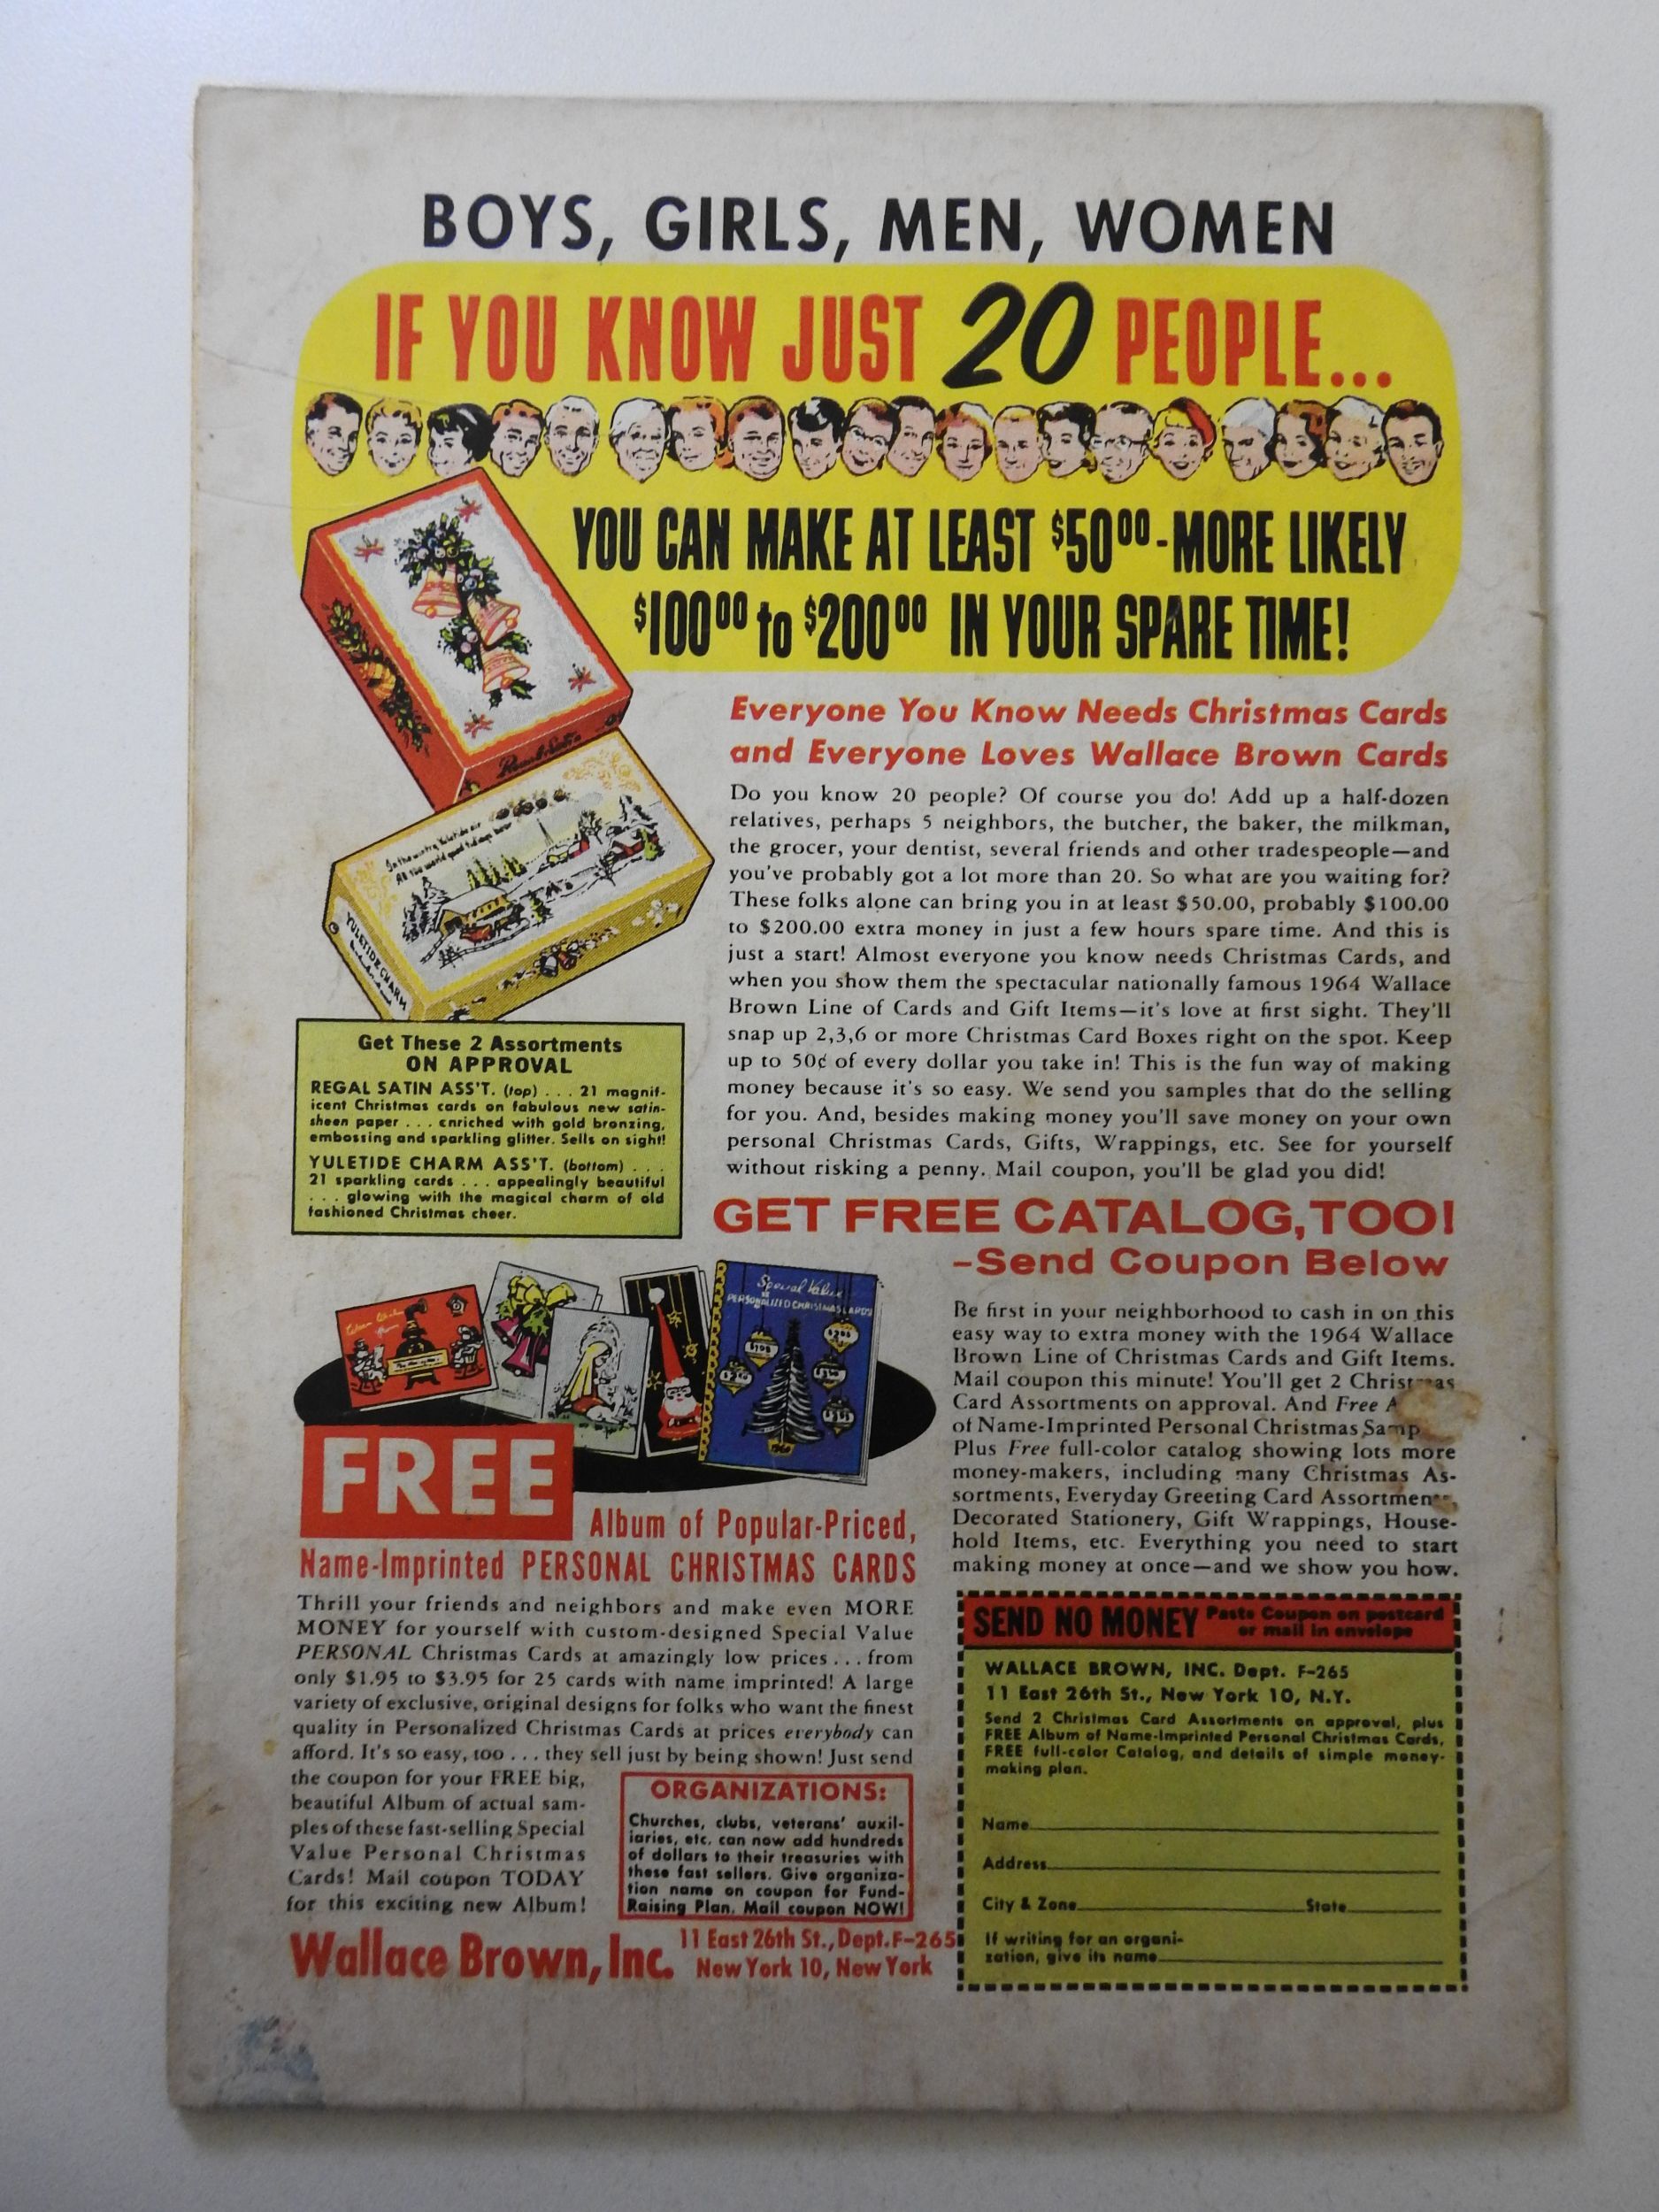 BOYS, GIRLS, MEN, WOMEN
IF YOU KNOW JUST 20 PEOPLE...
YOU CAN MAKE AT LEAST $5000-MORE LIKELY
$10000 to $20000 IN YOUR SPARE TIME!
Regal Satin
In the wintry Yuletide air
All the world good tidings bear
YULETIDE CHARM
Everyone You Know Needs Christmas Cards
and Everyone Loves Wallace Brown Cards
Do you know 20 people? Of course you do! Add up a half-dozen
relatives, perhaps 5 neighbors, the butcher, the baker, the milkman,
the grocer, your dentist, several friends and other tradespeople—and
you've probably got a lot more than 20. So what are you waiting for?
These folks alone can bring you in at least $50.00, probably $100.00
to $200.00 extra money in just a few hours spare time. And this is
just a start! Almost everyone you know needs Christmas Cards, and
when you show them the spectacular nationally famous 1964 Wallace
Brown Line of Cards and Gift Items—it's love at first sight. They'll
snap up 2,3,6 or more Christmas Card Boxes right on the spot. Keep
up to 50¢ of every dollar you take in! This is the fun way of making
money because it's so easy. We send you samples that do the selling
for you. And, besides making money you'll save money on your own
personal Christmas Cards, Gifts, Wrappings, etc. See for yourself
without risking a penny. Mail coupon, you'll be glad you did!
Get These 2 Assortments
ON APPROVAL
REGAL SATIN ASS'T. (top) . . . 21 magnif-
icent Christmas cards on fabulous new satin-
sheen paper . . . enriched with gold bronzing,
embossing and sparkling glitter. Sells on sight!
YULETIDE CHARM ASS'T. (bottom) . . .
21 sparkling cards . . . appealingly beautiful
. . . glowing with the magical charm of old
fashioned Christmas cheer.
GET FREE CATALOG, TOO!
–Send Coupon Below
Be first in your neighborhood to cash in on this
easy way to extra money with the 1964 Wallace
Brown Line of Christmas Cards and Gift Items.
Mail coupon this minute! You'll get 2 Christmas
Card Assortments on approval. And Free A
of Name-Imprinted Personal Christmas Samp
Plus Free full-color catalog showing lots more
money-makers, including many Christmas As-
sortments, Everyday Greeting Card Assortments,
Decorated Stationery, Gift Wrappings, House-
hold Items, etc. Everything you need to start
making money at once—and we show you how.
Special Value
PERSONALIZED CHRISTMAS CARDS
FREE
Album of Popular-Priced,
Name-Imprinted PERSONAL CHRISTMAS CARDS
Thrill your friends and neighbors and make even MORE
MONEY for yourself with custom-designed Special Value
PERSONAL Christmas Cards at amazingly low prices . . . from
only $1.95 to $3.95 for 25 cards with name imprinted! A large
variety of exclusive, original designs for folks who want the finest
quality in Personalized Christmas Cards at prices everybody can
afford. It's so easy, too . . . they sell just by being shown! Just send
the coupon for your FREE big,
beautiful Album of actual sam-
ples of these fast-selling Special
Value Personal Christmas
Cards! Mail coupon TODAY
for this exciting new Album!
ORGANIZATIONS:
Churches, clubs, veterans' auxil-
iaries, etc. can now add hundreds
of dollars to their treasuries with
these fast sellers. Give organiza-
tion name on coupon for Fund-
Raising Plan. Mail coupon NOW!
Wallace Brown, Inc.
11 East 26th St., Dept. F-265
New York 10, New York
SEND NO MONEY Paste Coupon on postcard
or mail in envelope
WALLACE BROWN, INC. Dept. F-265
11 East 26th St., New York 10, N.Y.
Send 2 Christmas Card Assortments on approval, plus
FREE Album of Name-Imprinted Personal Christmas Cards,
FREE full-color Catalog, and details of simple money-
making plan.
Name
Address
City & Zone State
If writing for an organi-
zation, give its name